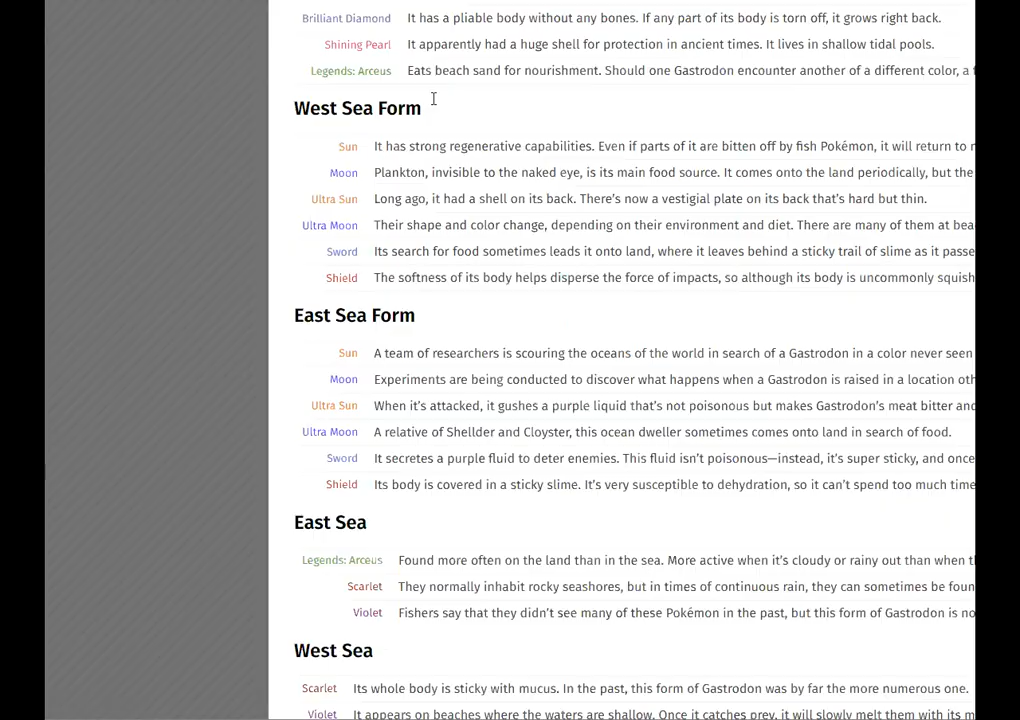 Brilliant Diamond It has a pliable body without any bones. If any part of its body is torn off, it grows right back.
Shining Pearl It apparently had a huge shell for protection in ancient times. It lives in shallow tidal pools.
Legends: Arceus Eats beach sand for nourishment. Should one Gastrodon encounter another of a different color, a
West Sea Form
Sun It has strong regenerative capabilities. Even if parts of it are bitten off by fish Pokémon, it will return to
Moon Plankton, invisible to the naked eye, is its main food source. It comes onto the land periodically, but the
Ultra Sun Long ago, it had a shell on its back. There's now a vestigial plate on its back that's hard but thin.
Ultra Moon Their shape and color change, depending on their environment and diet. There are many of them at bea
Sword Its search for food sometimes leads it onto land, where it leaves behind a sticky trail of slime as it passe
Shield The softness of its body helps disperse the force of impacts, so although its body is uncommonly squish
East Sea Form
Sun A team of researchers is scouring the oceans of the world in search of a Gastrodon in a color never seen
Moon Experiments are being conducted to discover what happens when a Gastrodon is raised in a location oth
Ultra Sun When it's attacked, it gushes a purple liquid that's not poisonous but makes Gastrodon's meat bitter and
Ultra Moon A relative of Shellder and Cloyster, this ocean dweller sometimes comes onto land in search of food.
Sword It secretes a purple fluid to deter enemies. This fluid isn't poisonous—instead, it's super sticky, and once
Shield Its body is covered in a sticky slime. It's very susceptible to dehydration, so it can't spend too much time
East Sea
Legends: Arceus Found more often on the land than in the sea. More active when it's cloudy or rainy out than when t
Scarlet They normally inhabit rocky seashores, but in times of continuous rain, they can sometimes be foun
Violet Fishers say that they didn't see many of these Pokémon in the past, but this form of Gastrodon is no
West Sea
Scarlet Its whole body is sticky with mucus. In the past, this form of Gastrodon was by far the more numerous one.
Violet It appears on beaches where the waters are shallow. Once it catches prey, it will slowly melt them with its m